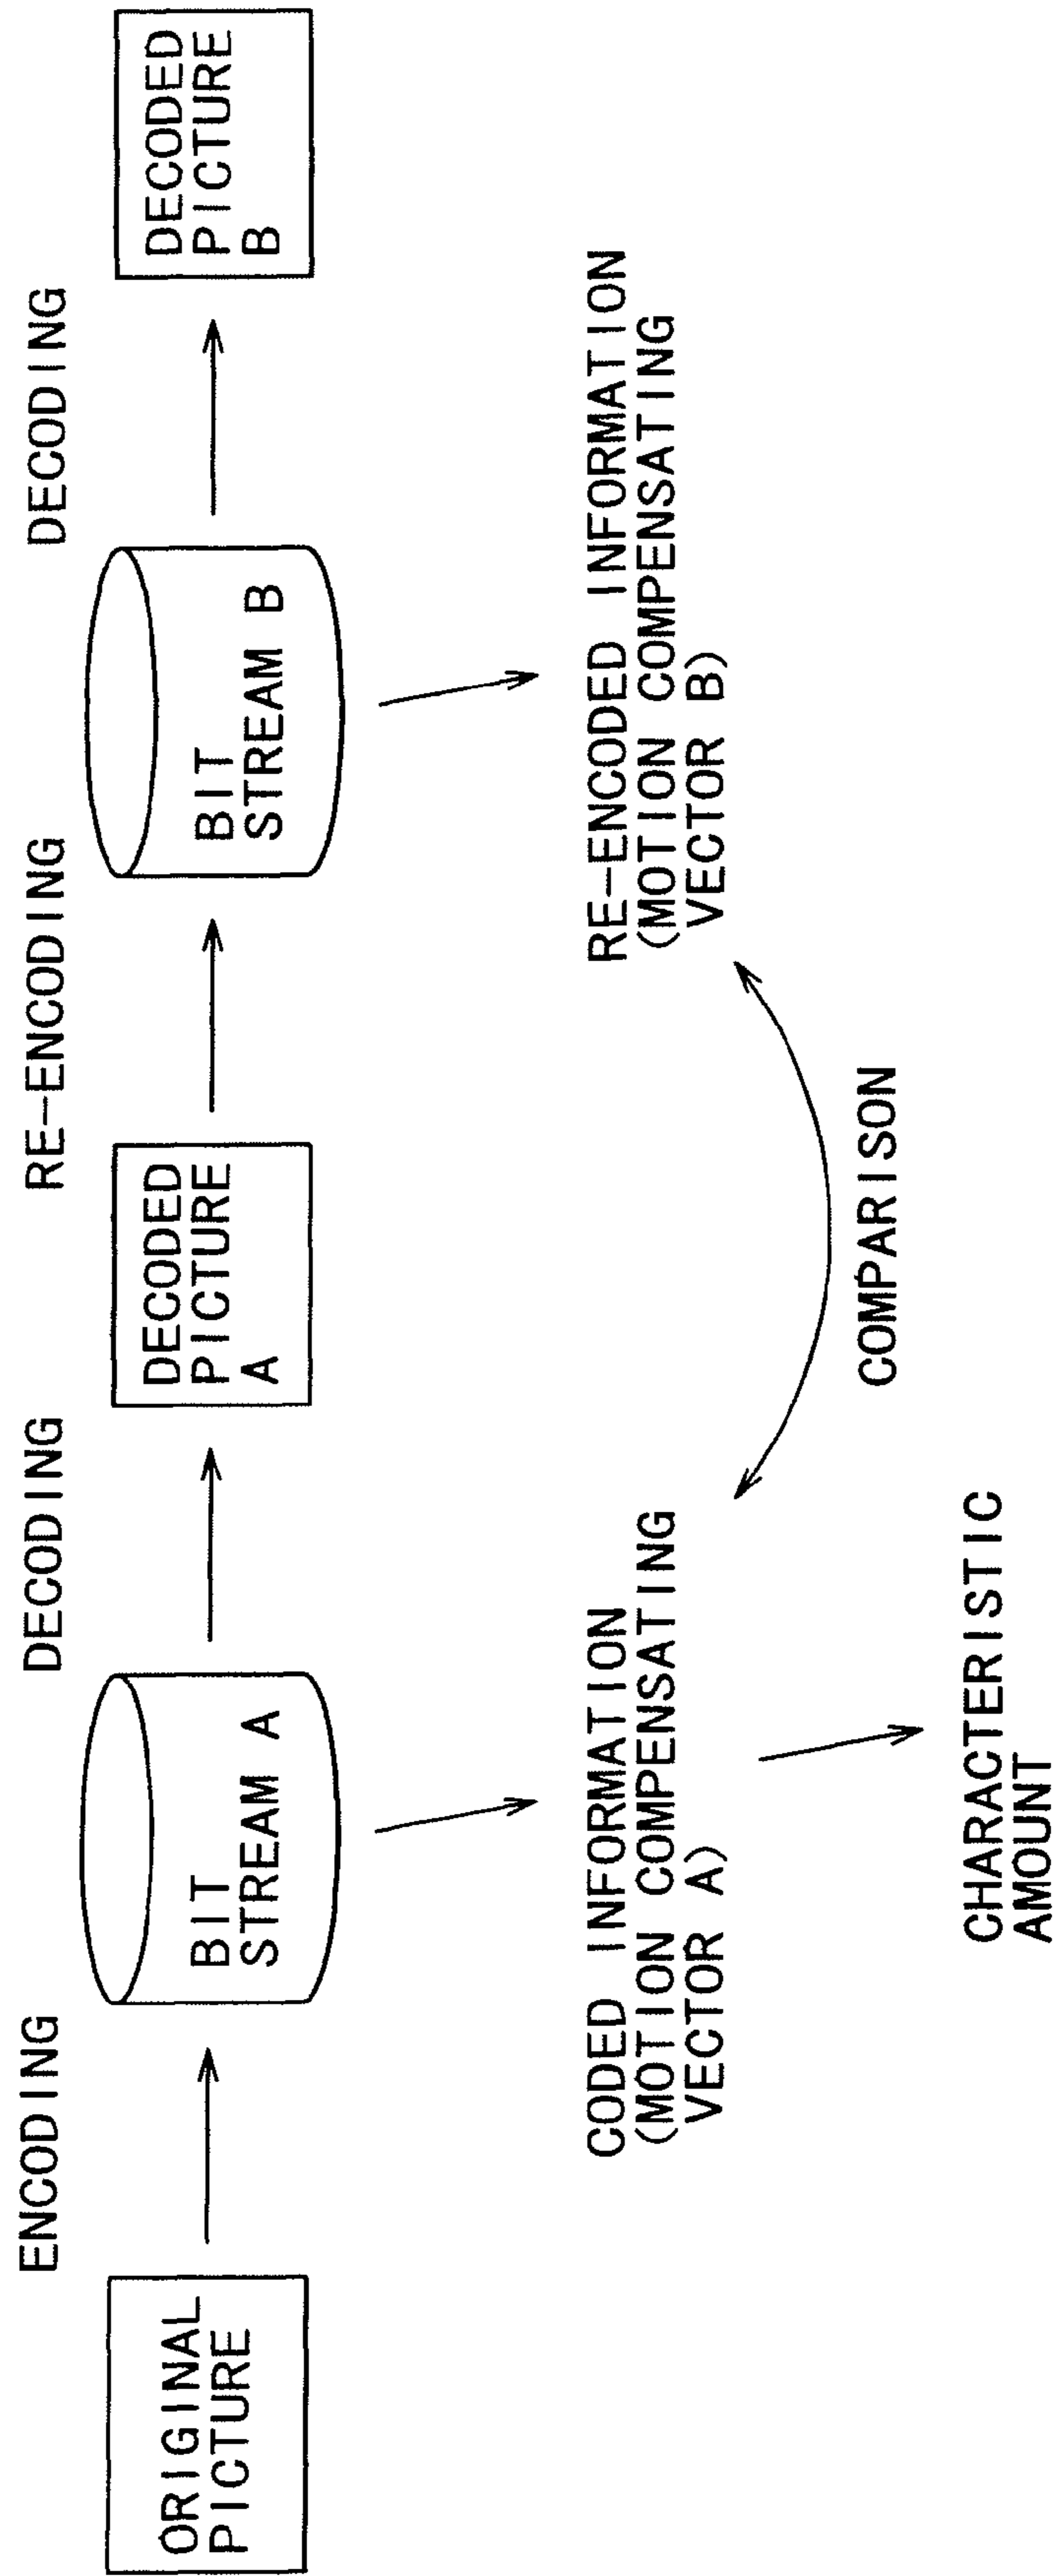 ENCODING
DECODING
RE-ENCODING
DECODING
ORIGINAL
PICTURE
BIT
STREAM A
DECODED
PICTURE
A
BIT
STREAM B
DECODED
PICTURE
B
CODED INFORMATION
(MOTION COMPENSATING
VECTOR A)
RE-ENCODED INFORMATION
(MOTION COMPENSATING
VECTOR B)
COMPARISON
CHARACTERISTIC
AMOUNT